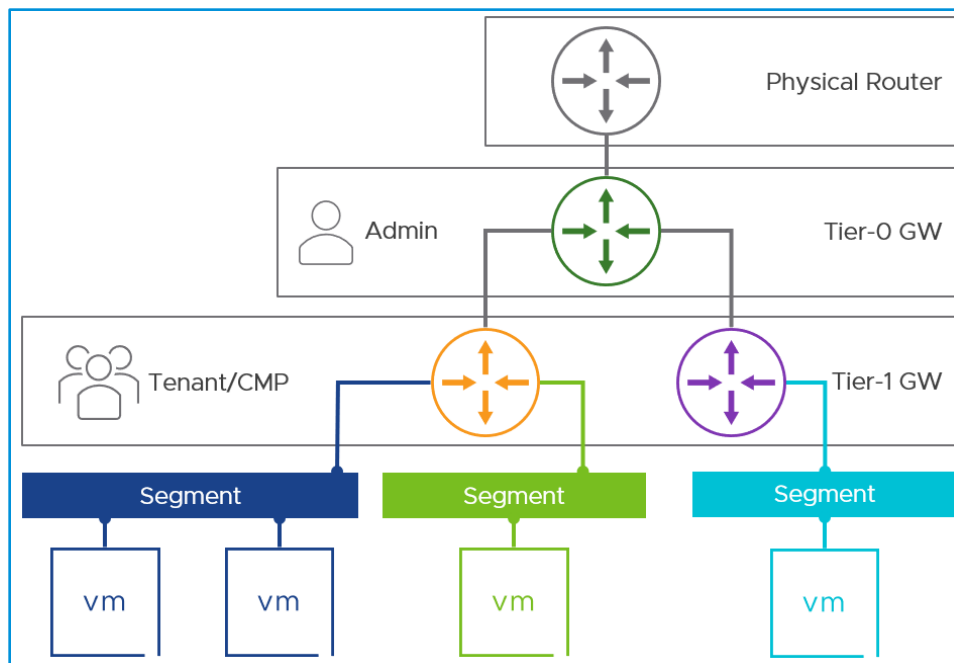 Physical Router
Admin
Tier-0 GW
Tenant/CMP
Tier-1 GW
Segment
Segment
Segment
vm
vm
vm
vm